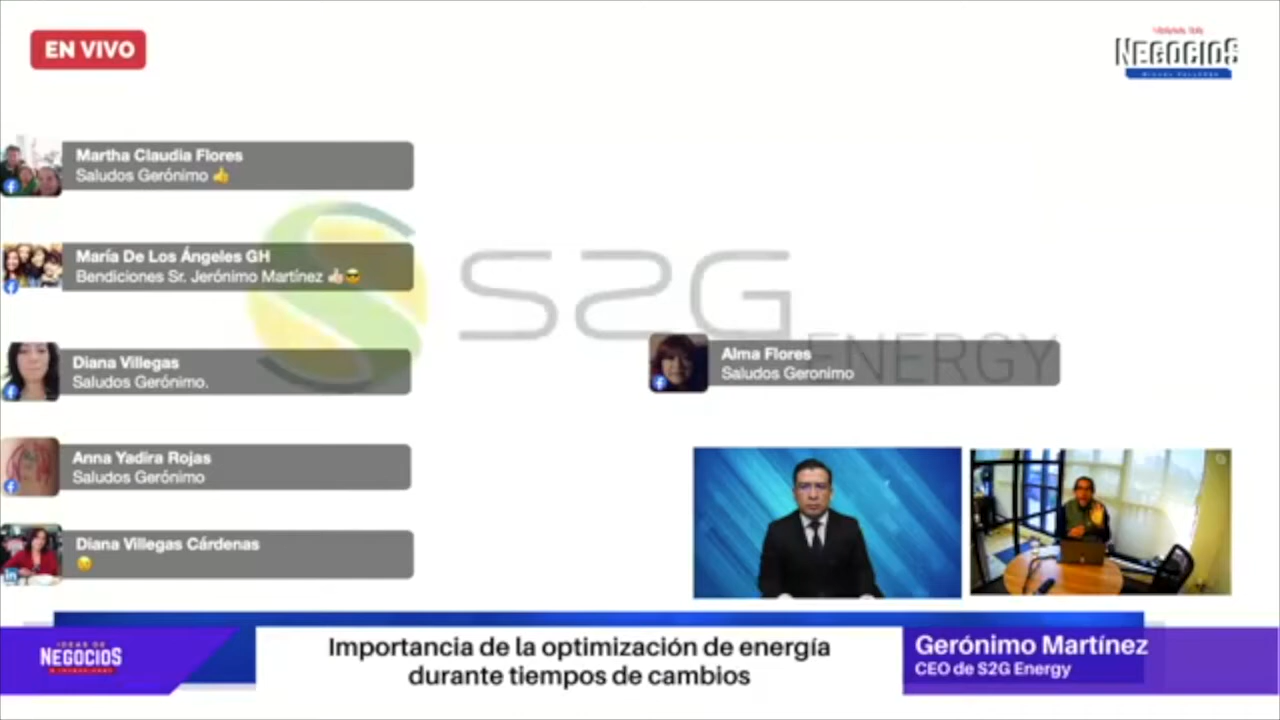 EN VIVO
NEGOCIOS
Martha Claudia Flores
Saludos Gerónimo 👍
María De Los Ángeles GH
Bendiciones Sr. Jerónimo Martínez 👍🏻😎
S2G
ENERGY
Diana Villegas
Saludos Gerónimo.
Alma Flores
Saludos Geronimo
Anna Yadira Rojas
Saludos Gerónimo
Diana Villegas Cárdenas
IDEAS DE
NEGOCIOS
Importancia de la optimización de energía
durante tiempos de cambios
Gerónimo Martínez
CEO de S2G Energy